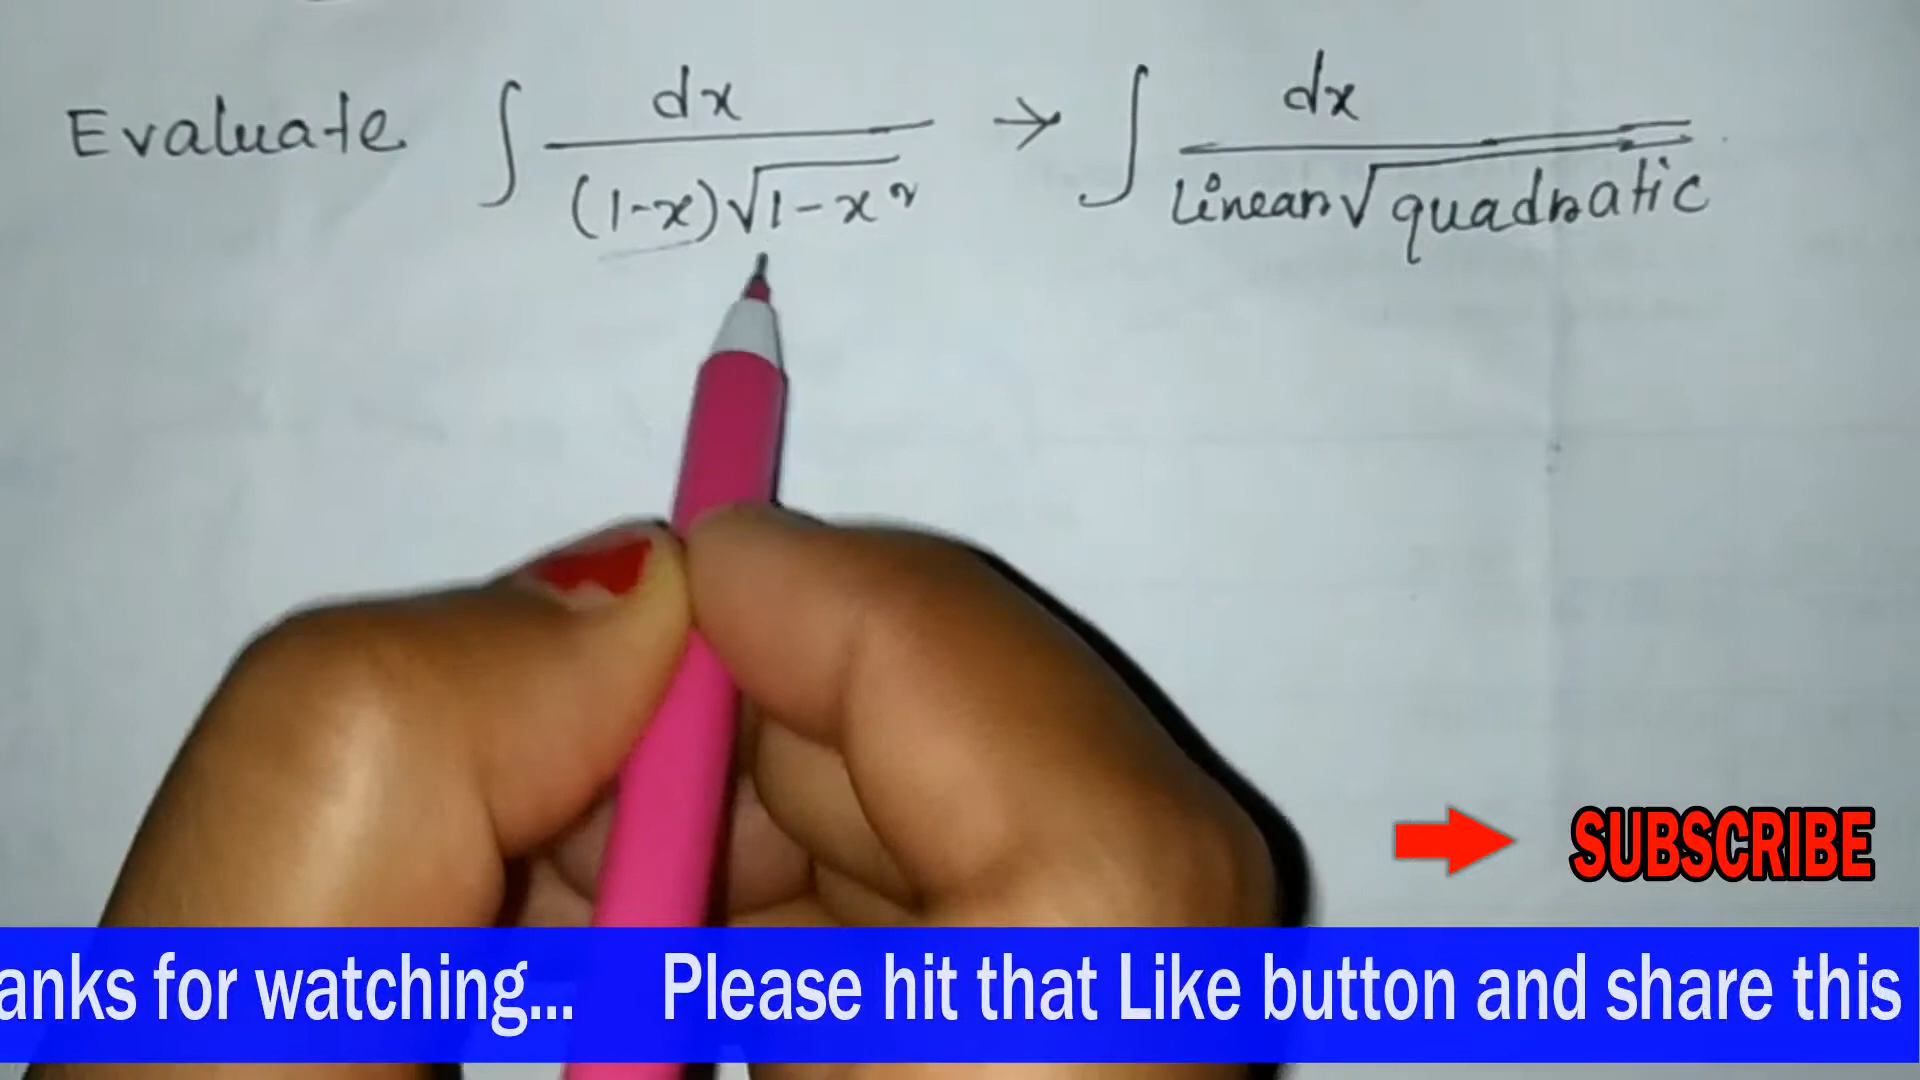 Evaluate ∫ dx / (1-x)√1-x² → ∫ dx / Linear√quadratic
SUBSCRIBE
anks for watching... Please hit that Like button and share this